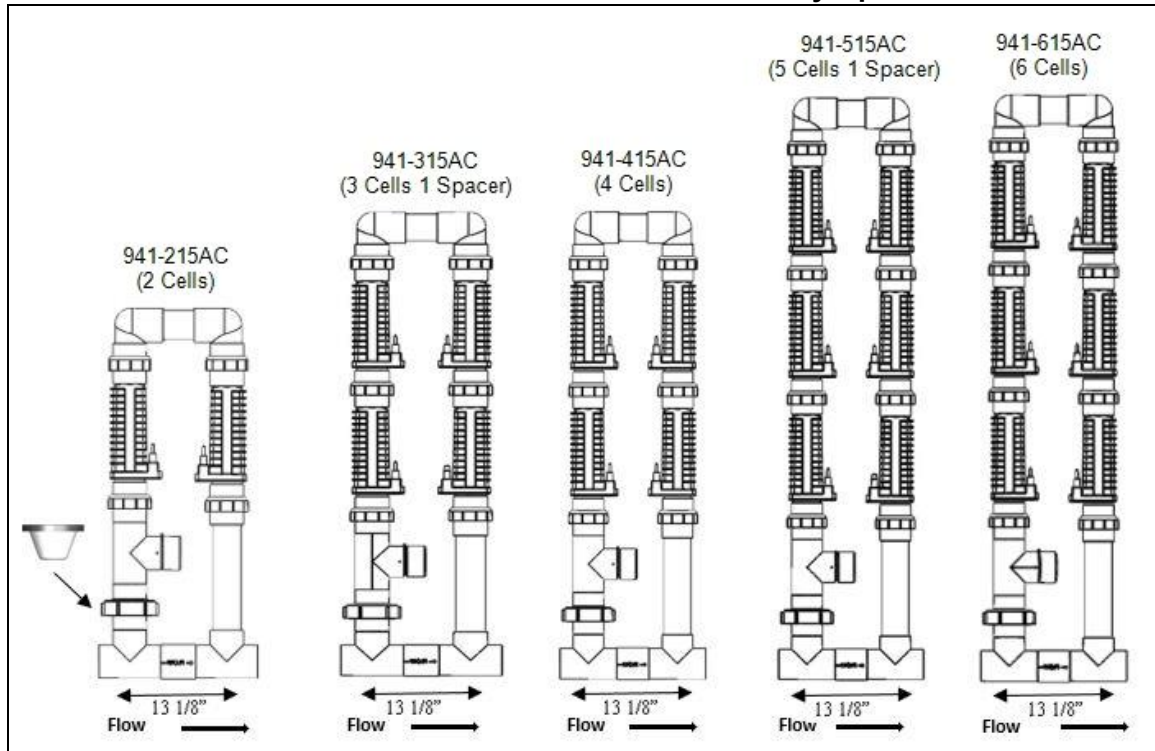 941-215AC
(2 Cells)
941-315AC
(3 Cells 1 Spacer)
941-415AC
(4 Cells)
941-515AC
(5 Cells 1 Spacer)
941-615AC
(6 Cells)
13 1/8”
Flow
13 1/8”
Flow
13 1/8”
Flow
13 1/8”
Flow
13 1/8”
Flow